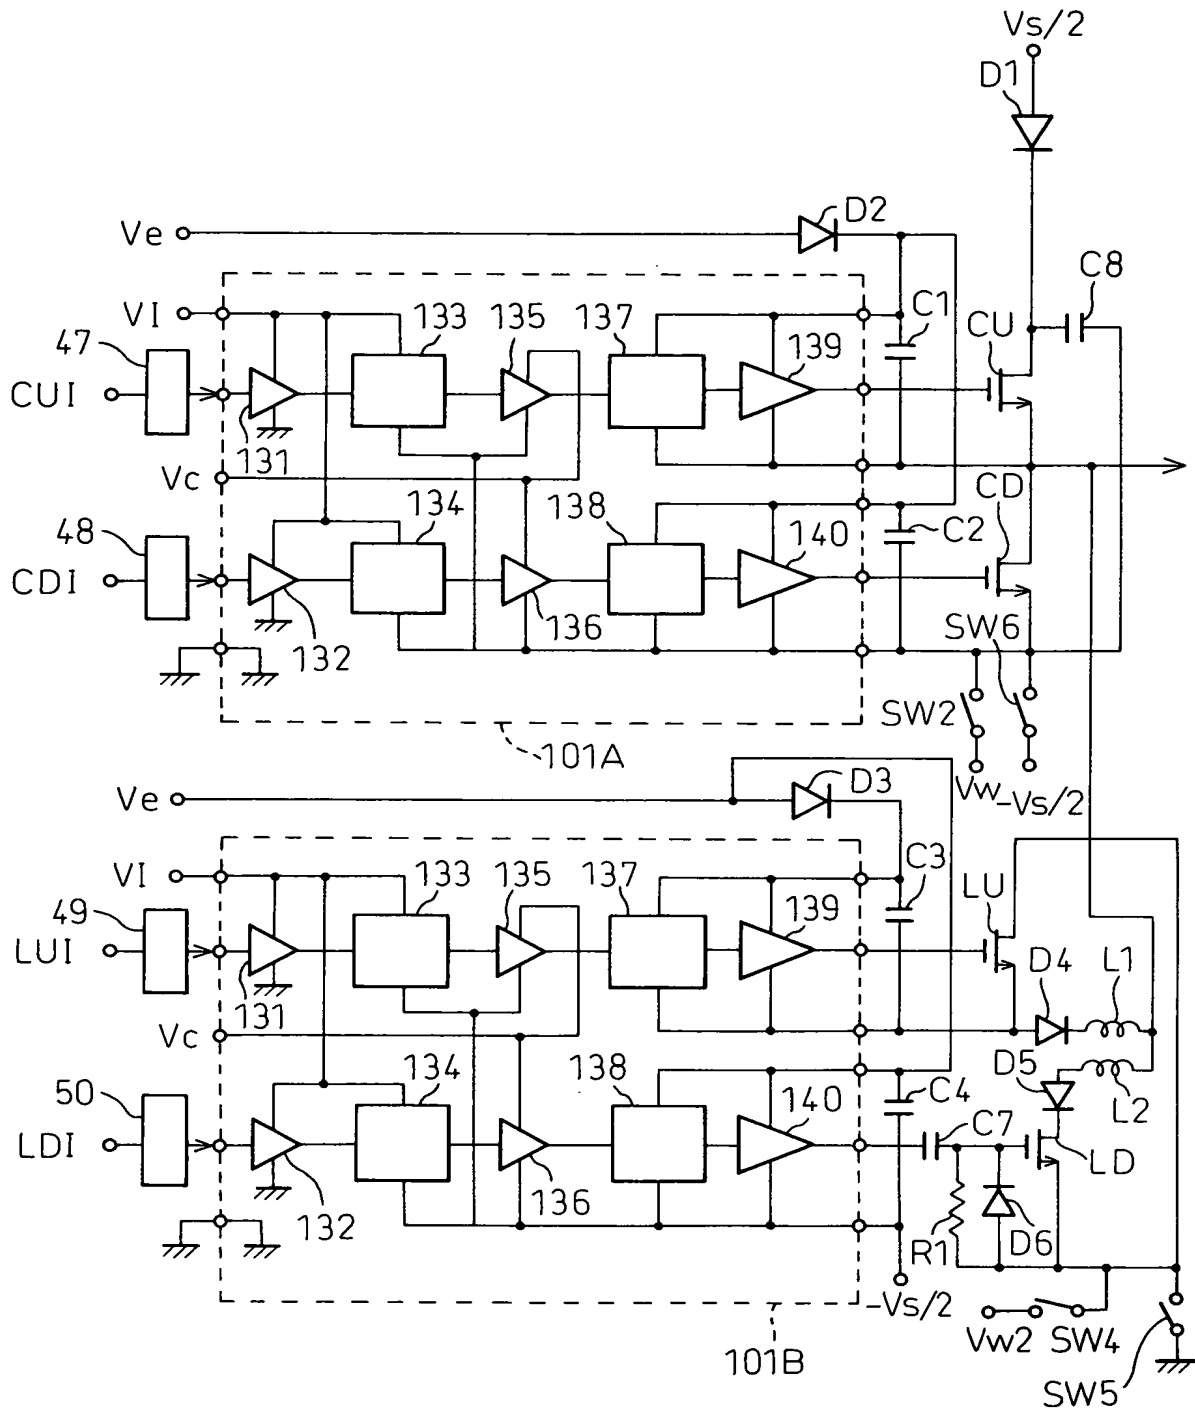 Vs/2
D1
D2
Ve
C8
VI
133
135
137
C1
CU
47
139
CUI
131
Vc
134
138
CD
48
140
C2
CDI
136
SW6
132
SW2
101A
Vw
-Vs/2
Ve
D3
VI
133
135
137
C3
LU
49
139
LUI
D4
L1
131
Vc
134
138
D5
50
140
C4
L2
C7
LDI
LD
136
132
R1
D6
-Vs/2
Vw2
SW4
101B
SW5